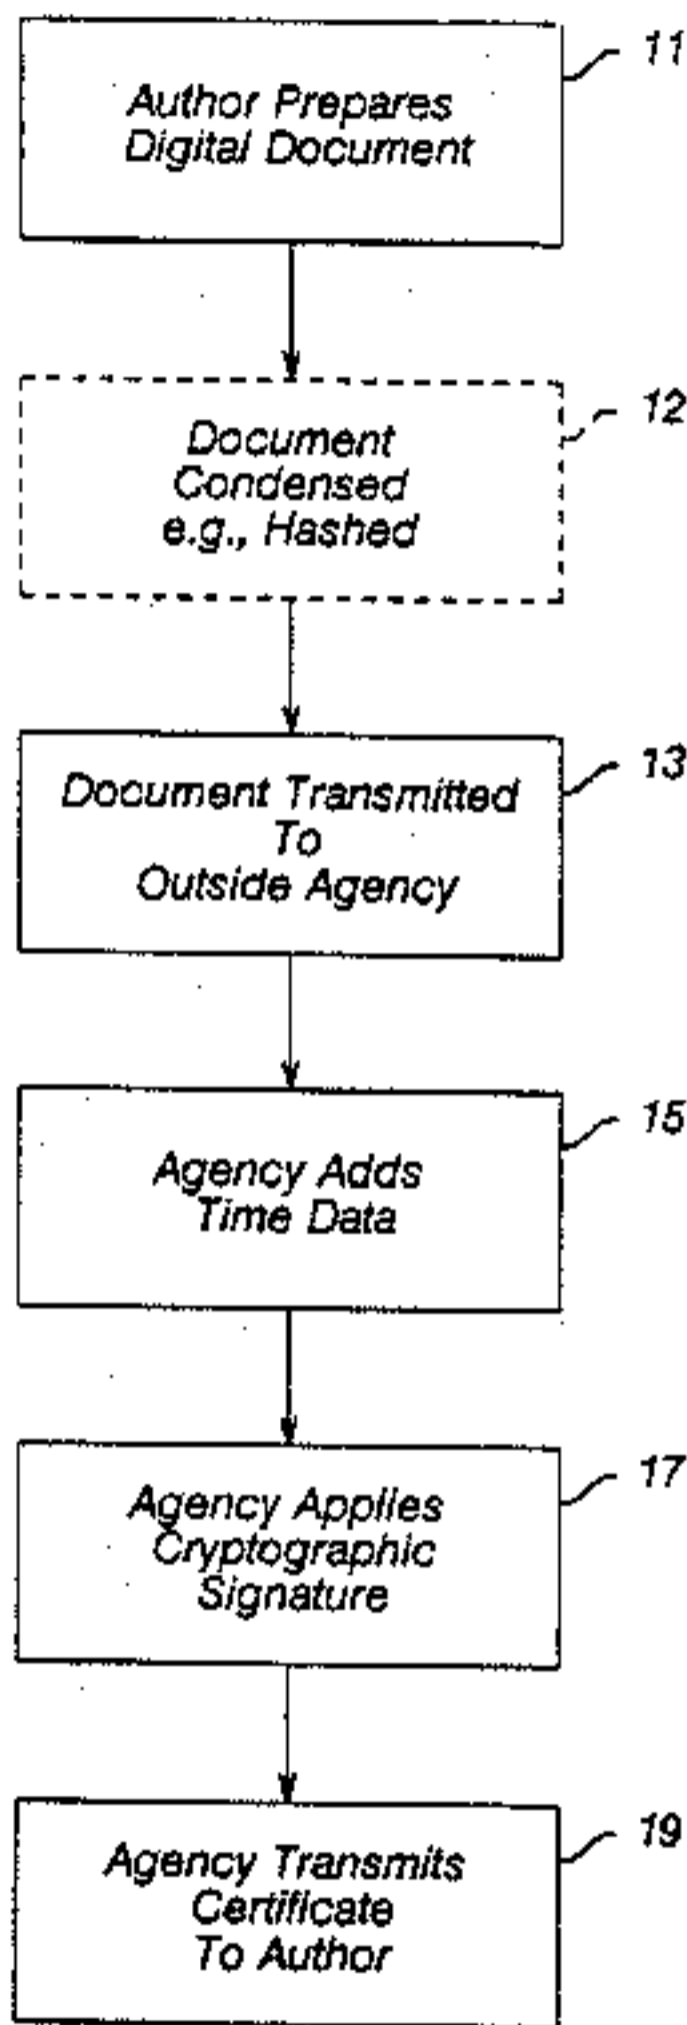 11
Author Prepares
Digital Document
12
Document
Condensed
e.g., Hashed
13
Document Transmitted
To
Outside Agency
15
Agency Adds
Time Data
17
Agency Applies
Cryptographic
Signature
19
Agency Transmits
Certificate
To Author